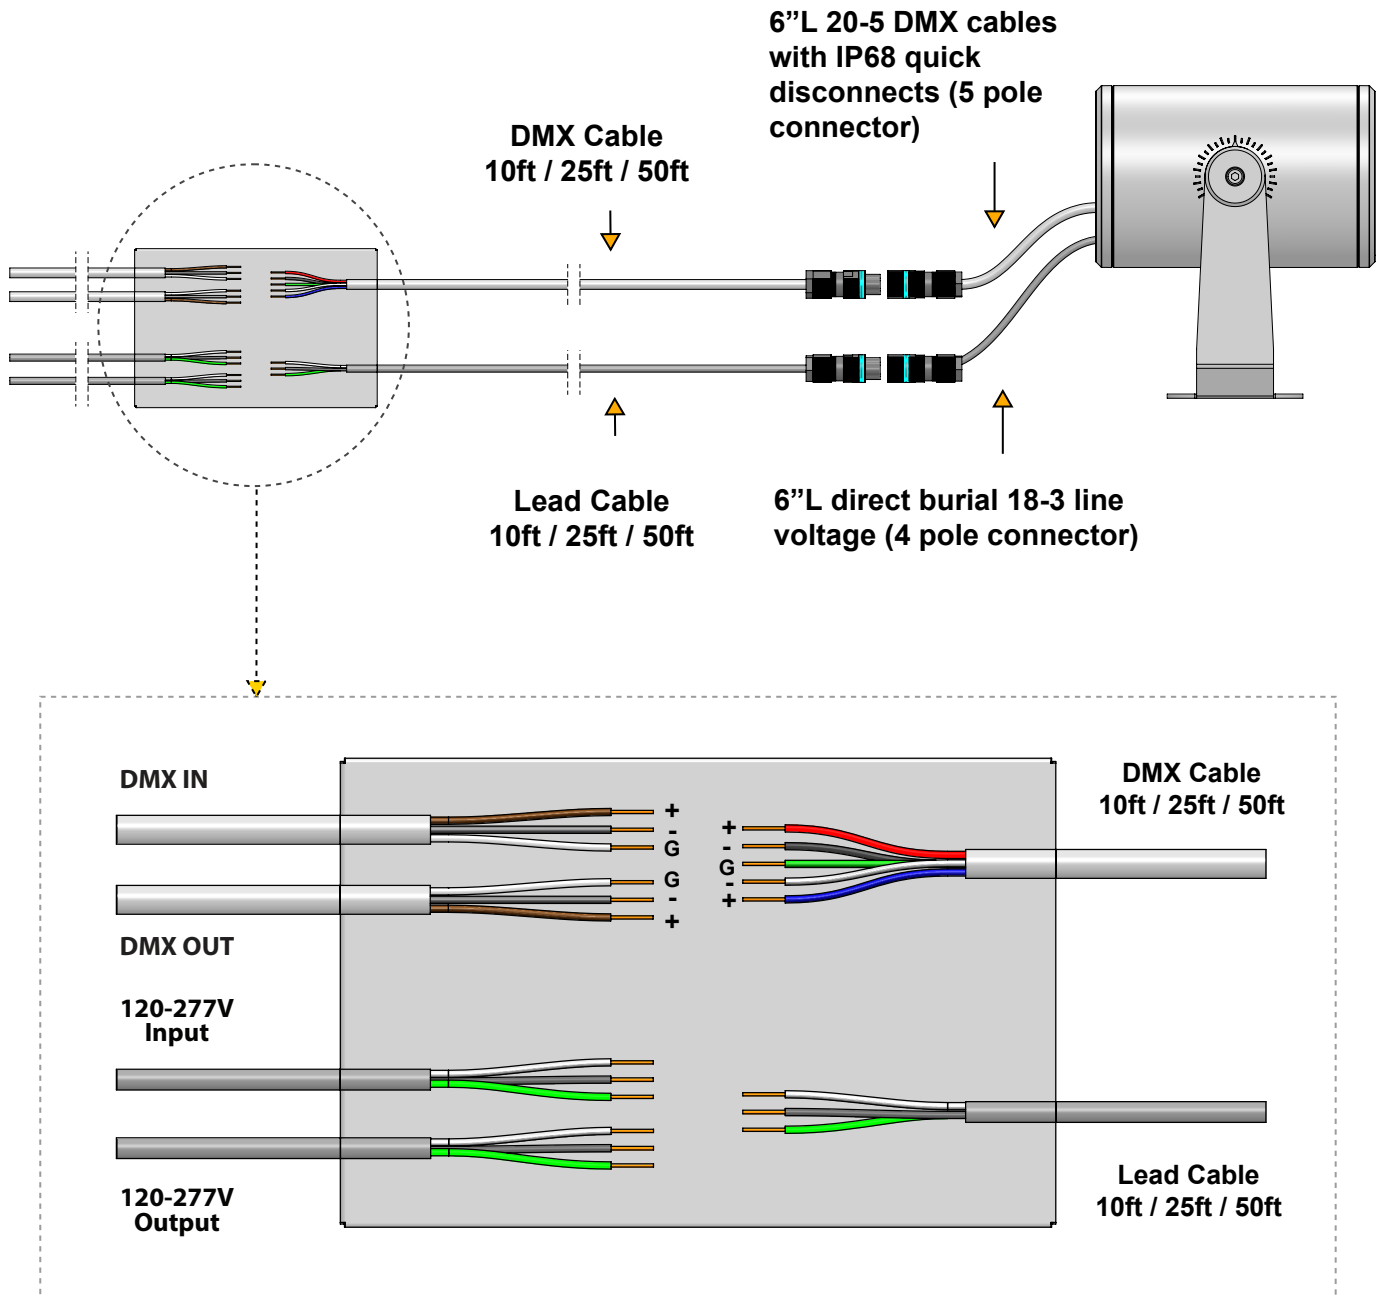 6”L 20-5 DMX cables
with IP68 quick
disconnects (5 pole
connector)
DMX Cable
10ft / 25ft / 50ft
Lead Cable
10ft / 25ft / 50ft
6”L direct burial 18-3 line
voltage (4 pole connector)
DMX IN
+
-
G
G
-
+
DMX OUT
+
-
G
-
+
DMX Cable
10ft / 25ft / 50ft
120-277V
Input
120-277V
Output
Lead Cable
10ft / 25ft / 50ft